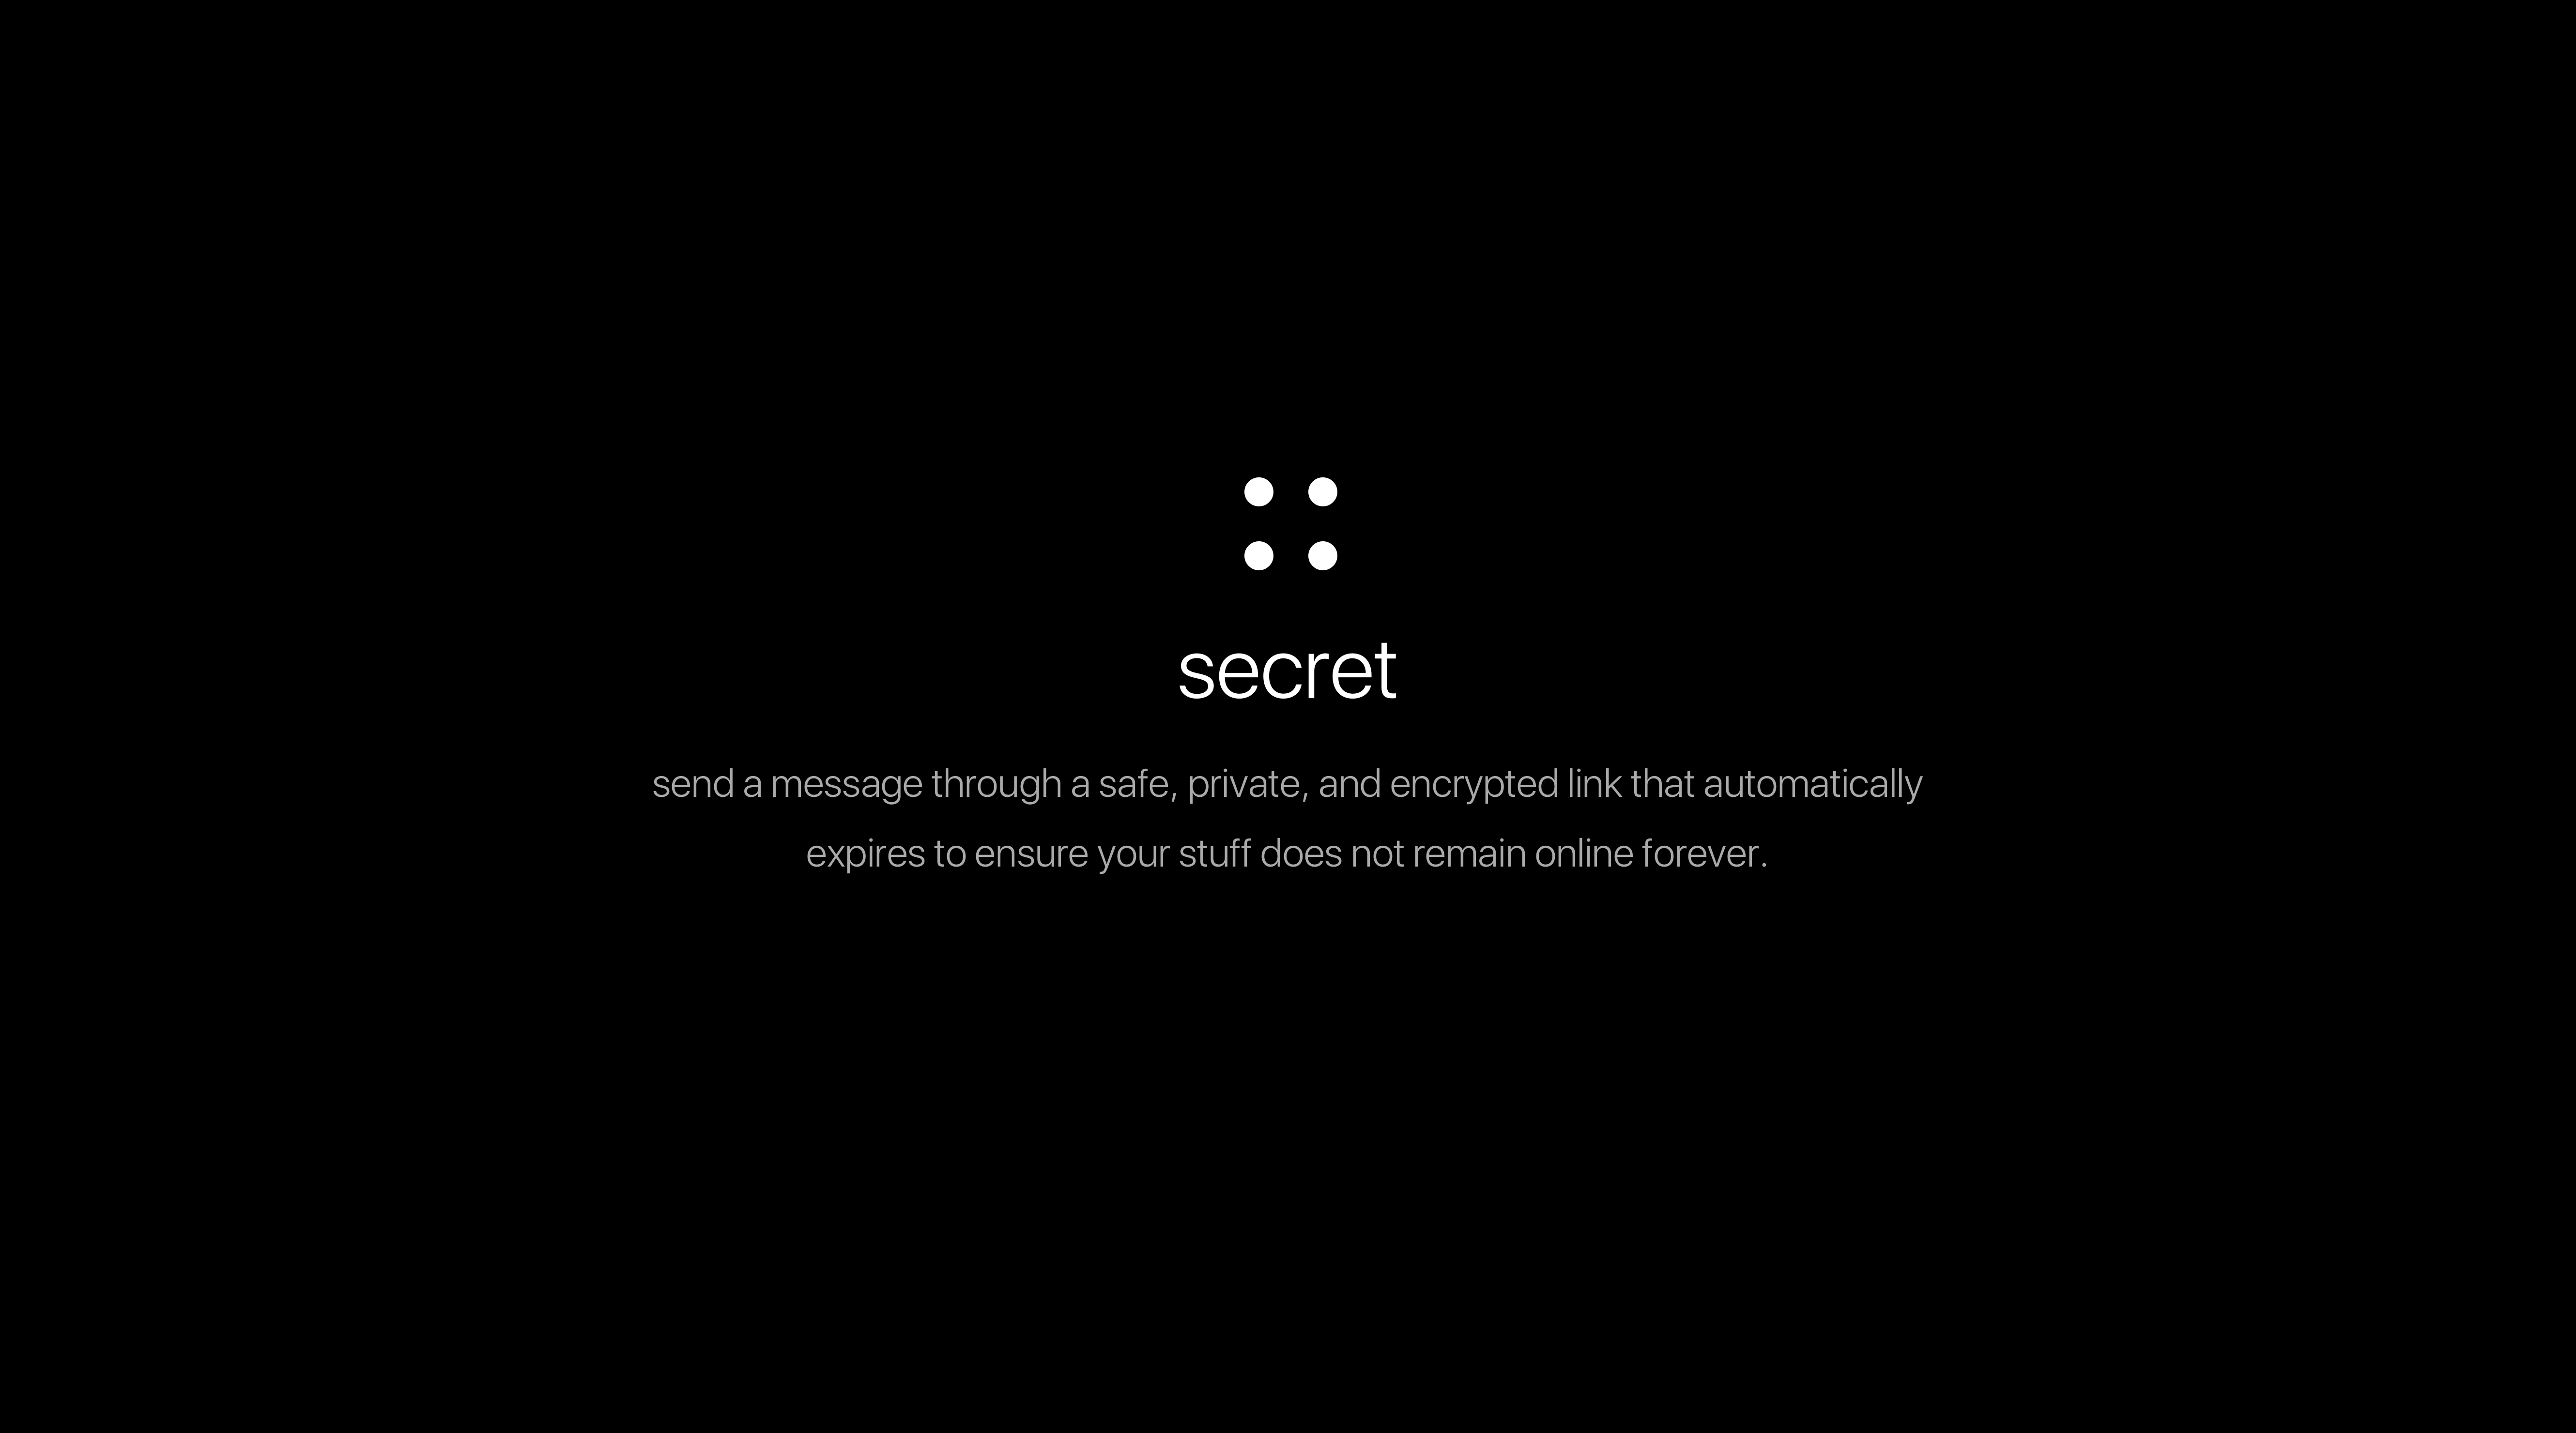 secret
send a message through a safe, private, and encrypted link that automatically
expires to ensure your stuff does not remain online forever.